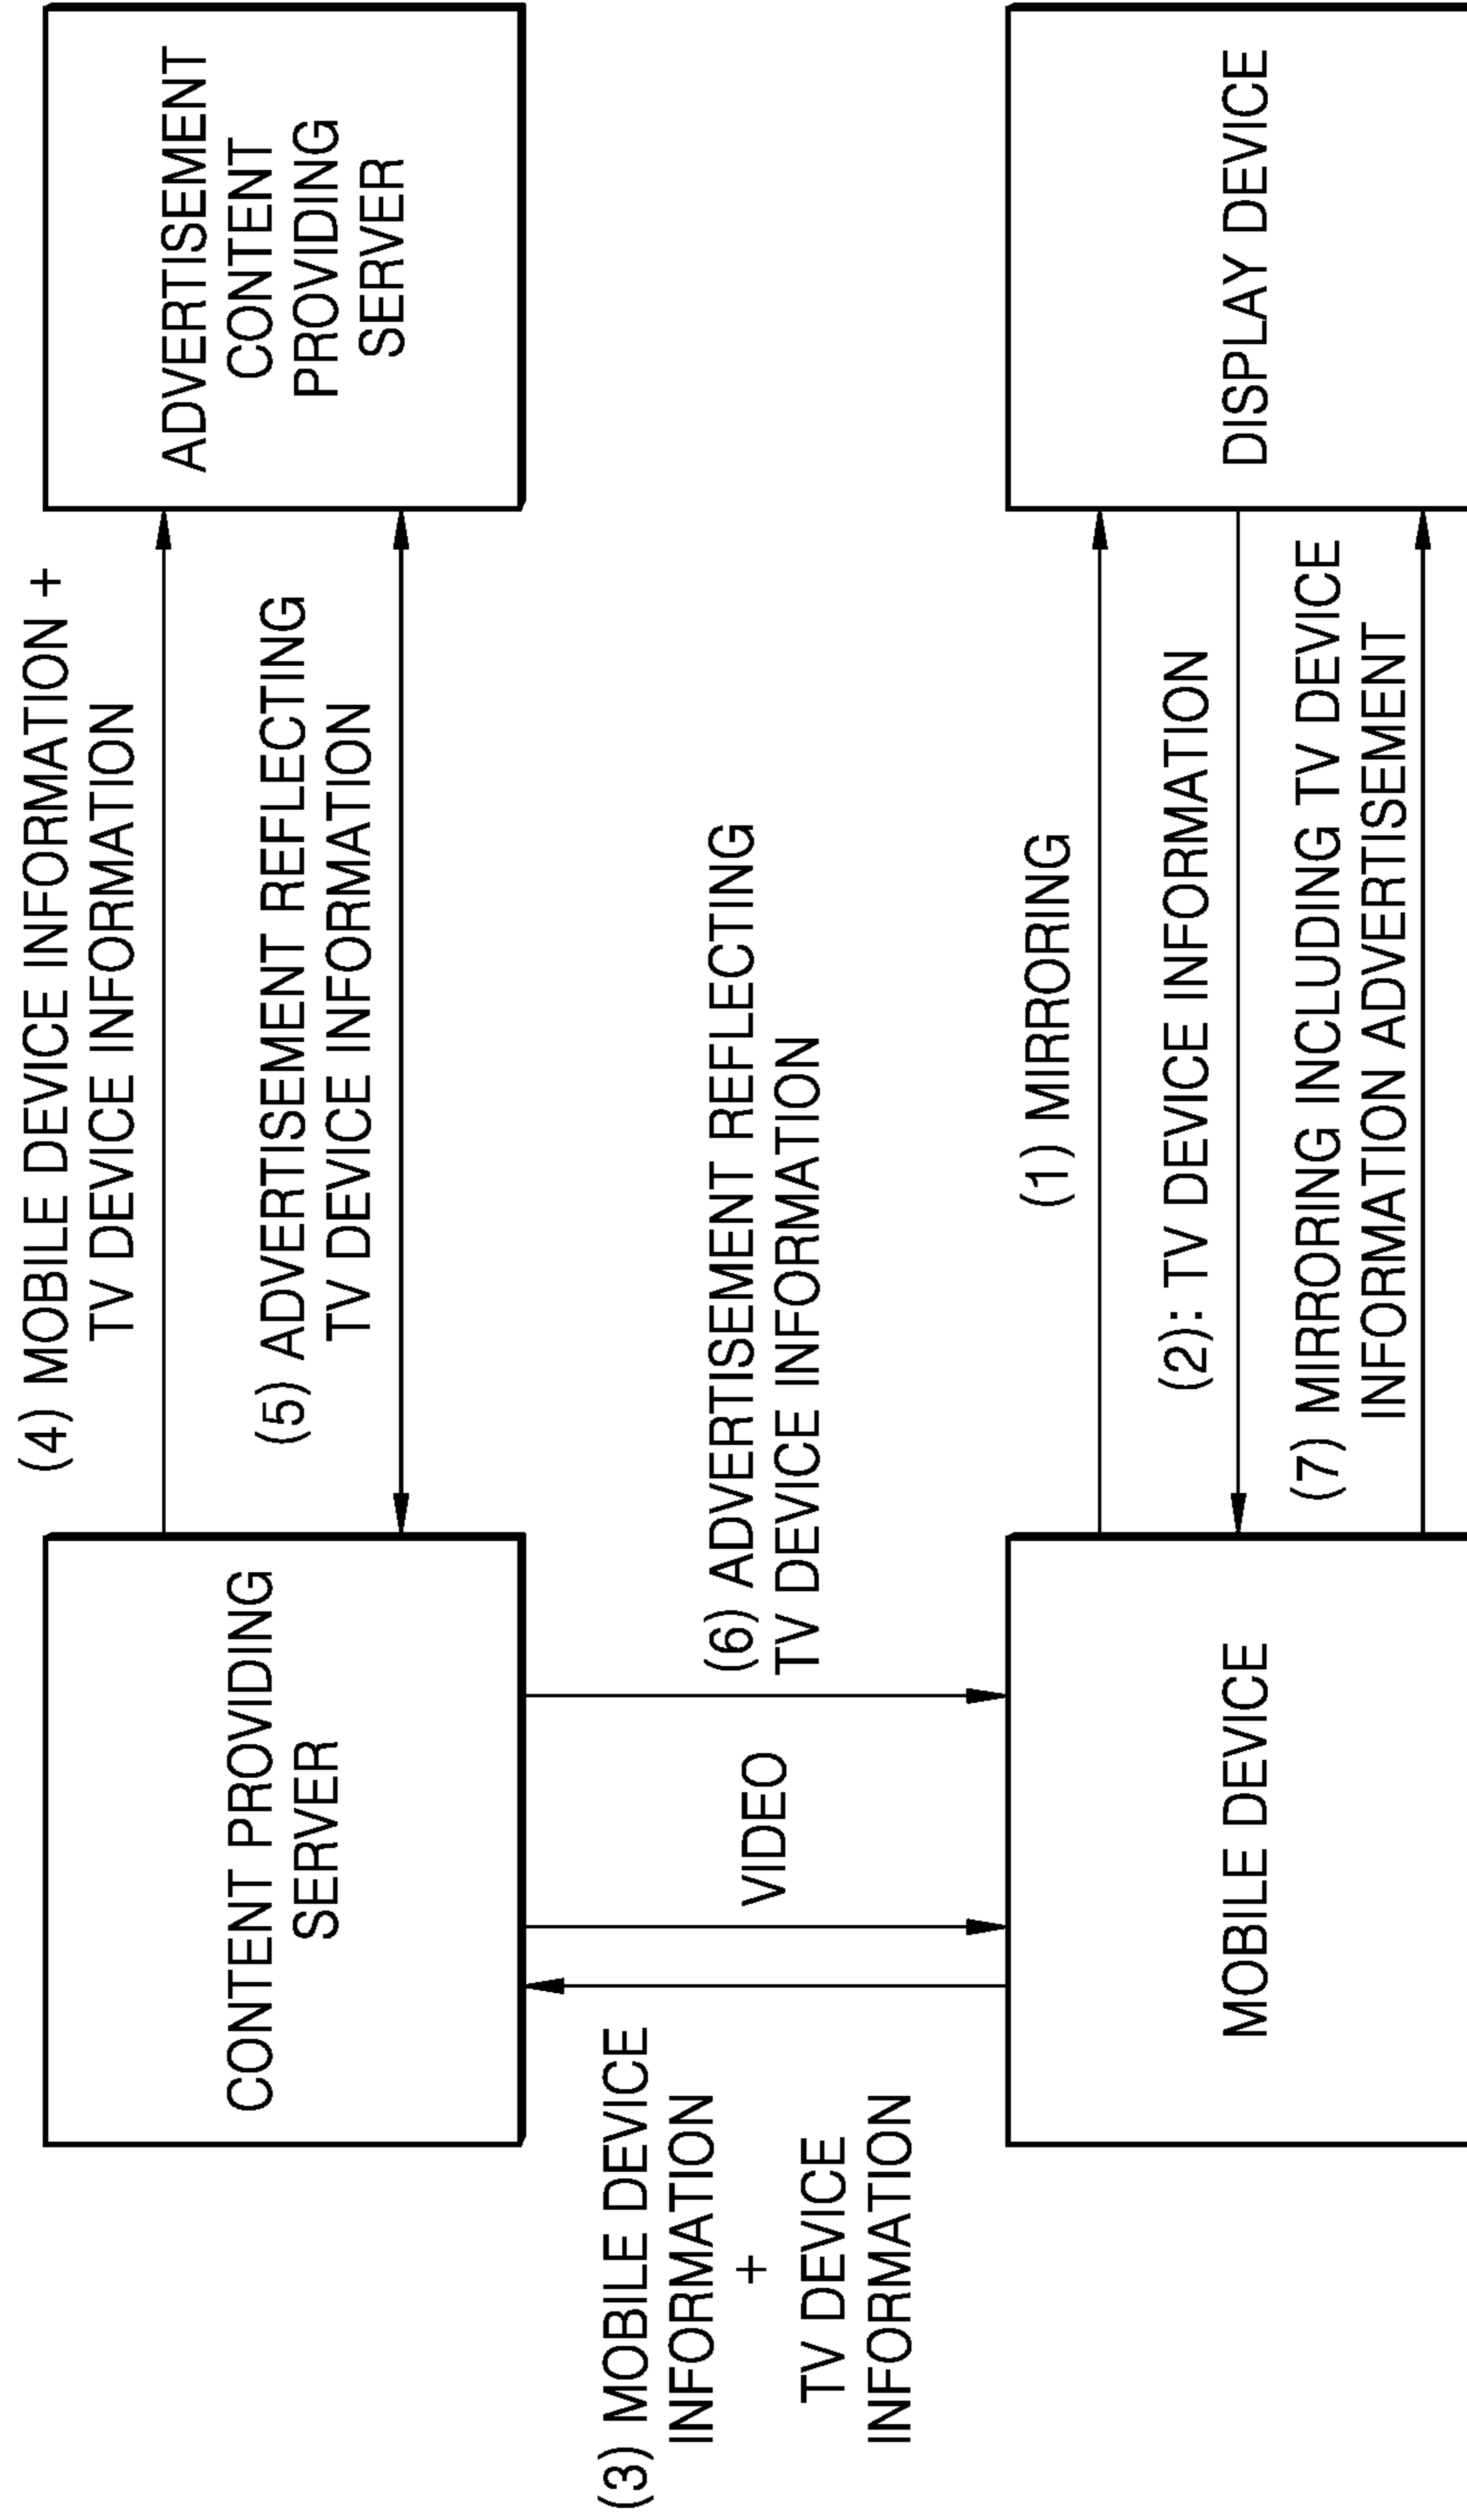 (4) MOBILE DEVICE INFORMATION +
TV DEVICE INFORMATION
CONTENT PROVIDING
SERVER
(5) ADVERTISEMENT REFLECTING
TV DEVICE INFORMATION
ADVERTISEMENT
CONTENT
PROVIDING
SERVER
(3) MOBILE DEVICE
INFORMATION
+
TV DEVICE
INFORMATION
VIDEO
(6) ADVERTISEMENT REFLECTING
TV DEVICE INFORMATION
MOBILE DEVICE
(1) MIRRORING
(2): TV DEVICE INFORMATION
(7) MIRRORING INCLUDING TV DEVICE
INFORMATION ADVERTISEMENT
DISPLAY DEVICE